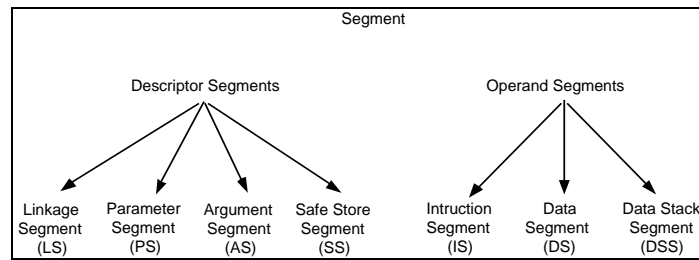 Segment
Descriptor Segments
Operand Segments
Linkage
Segment
(LS)
Parameter
Segment
(PS)
Argument
Segment
(AS)
Safe Store
Segment
(SS)
Intruction
Segment
(IS)
Data
Segment
(DS)
Data Stack
Segment
(DSS)